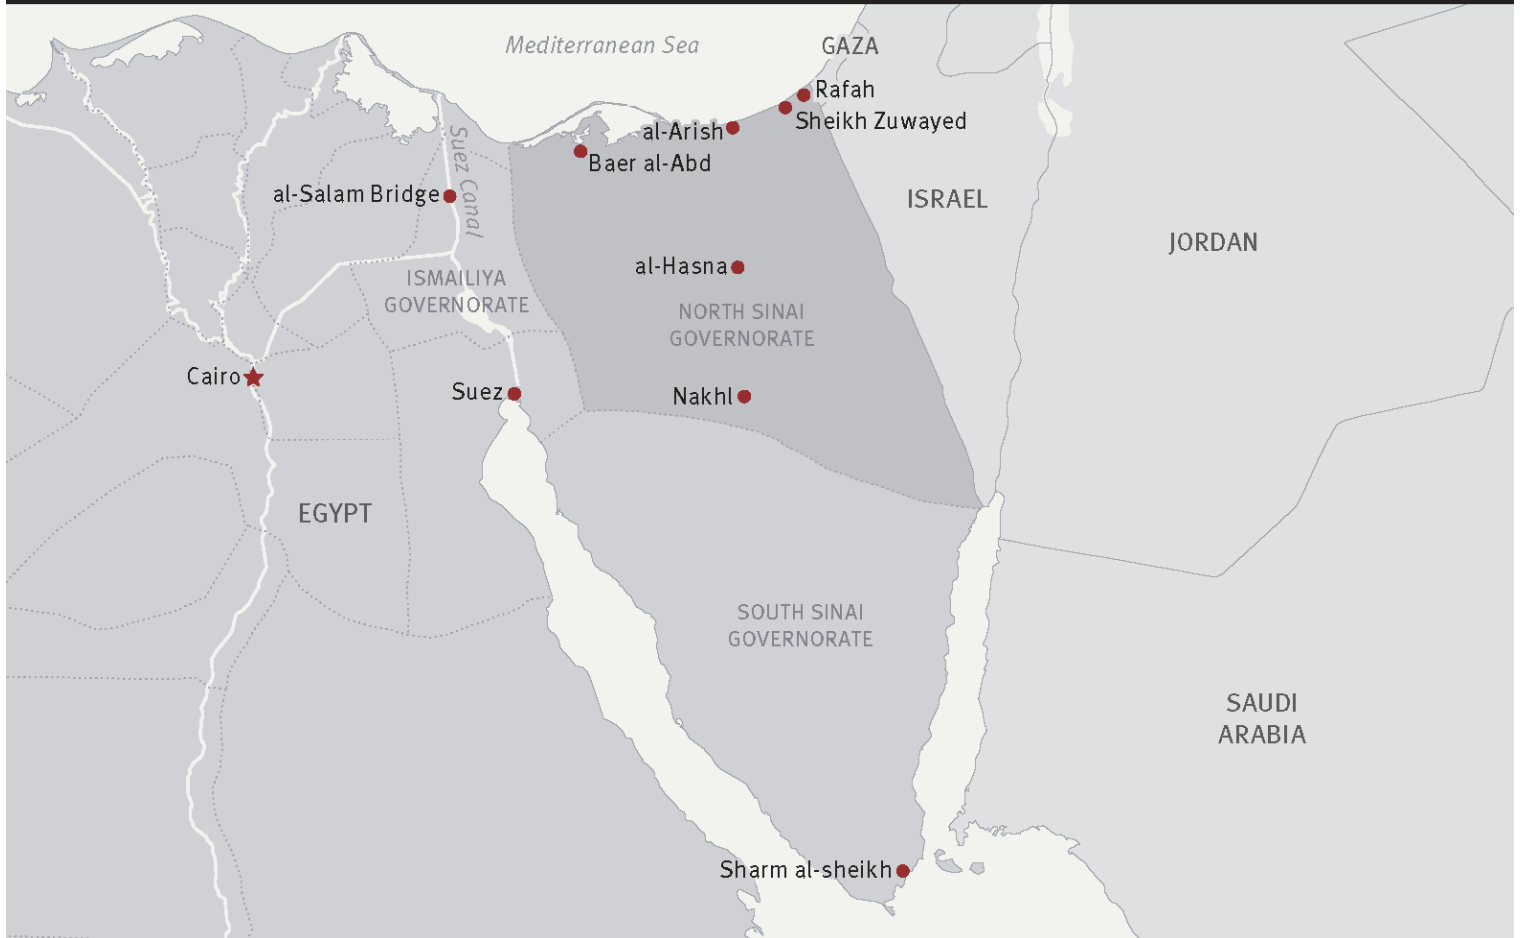 Mediterranean Sea
GAZA
Rafah
Sheikh Zuwayed
al-Arish
Baer al-Abd
Suez Canal
al-Salam Bridge
ISRAEL
JORDAN
al-Hasna
ISMAILIYA
GOVERNORATE
NORTH SINAI
GOVERNORATE
Cairo
Suez
Nakhl
EGYPT
SOUTH SINAI
GOVERNORATE
SAUDI
ARABIA
Sharm al-sheikh